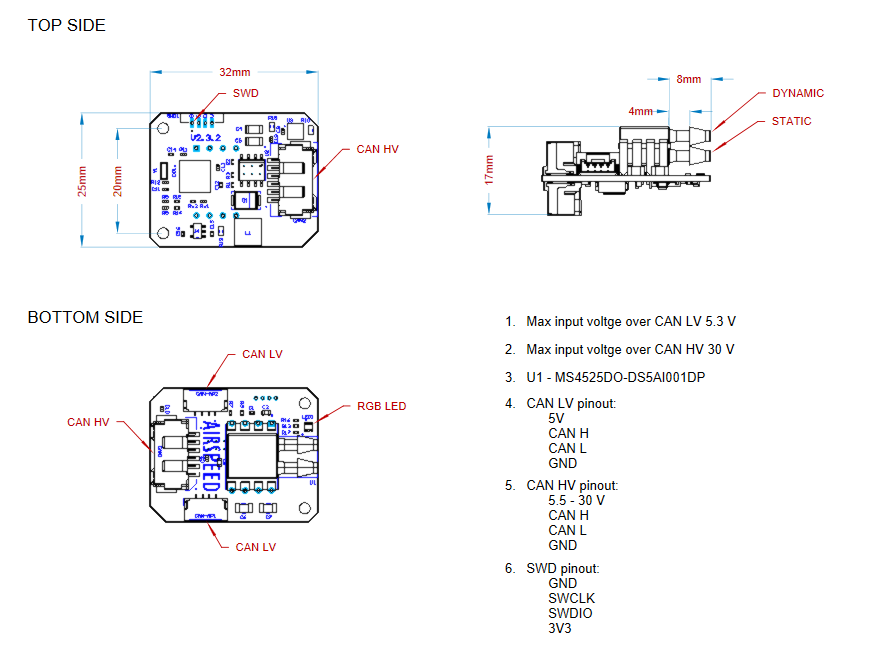 TOP SIDE
32mm
SWD
V2.3L2
CAN HV
25mm
20mm
8mm
4mm
DYNAMIC
STATIC
17mm
BOTTOM SIDE
CAN LV
CAN HV
RGB LED
AIRSPEED
U1
CAN LV
1. Max input voltge over CAN LV 5.3 V
2. Max input voltge over CAN HV 30 V
3. U1 - MS4525DO-DS5AI001DP
4. CAN LV pinout:
5V
CAN H
CAN L
GND
5. CAN HV pinout:
5.5 - 30 V
CAN H
CAN L
GND
6. SWD pinout:
GND
SWCLK
SWDIO
3V3